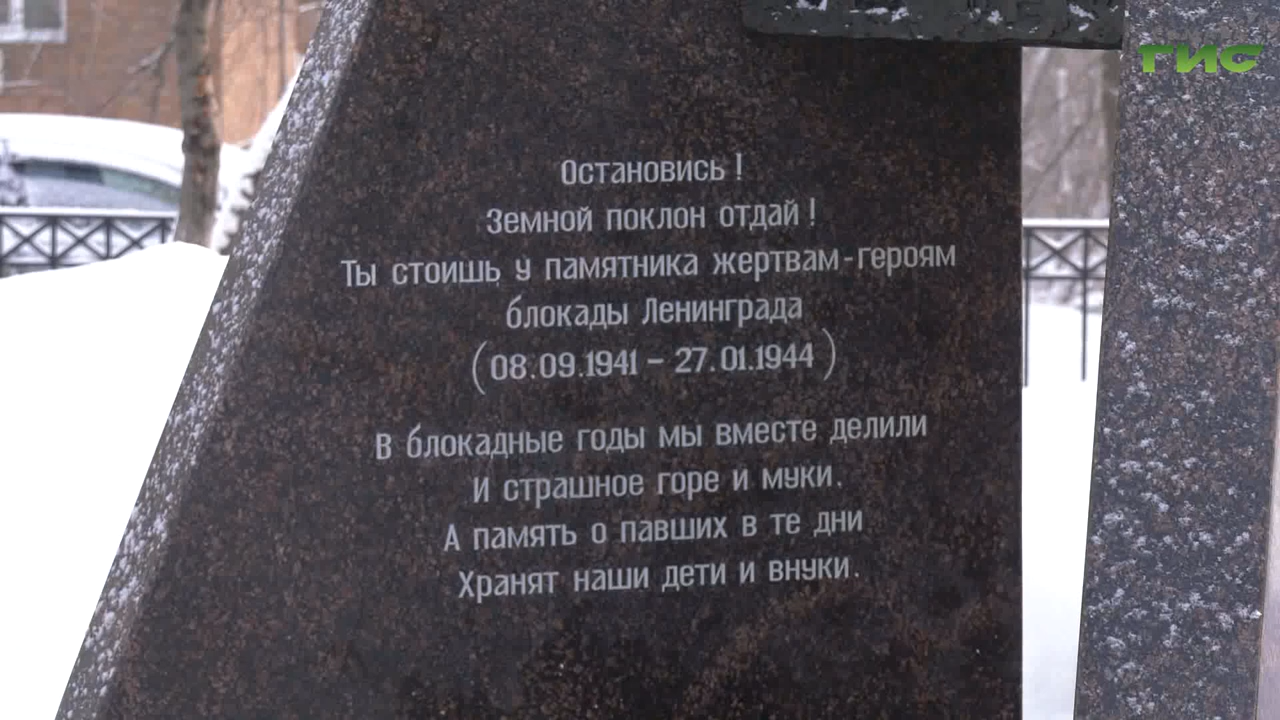 ГИС
Остановись!
Земной поклон отдай!
Ты стоишь у памятника жертвам-героям
блокады Ленинграда
(08.09.1941 - 27.01.1944)
В блокадные годы мы вместе делили
И страшное горе и муки.
А память о павших в те дни
Хранят наши дети и внуки.